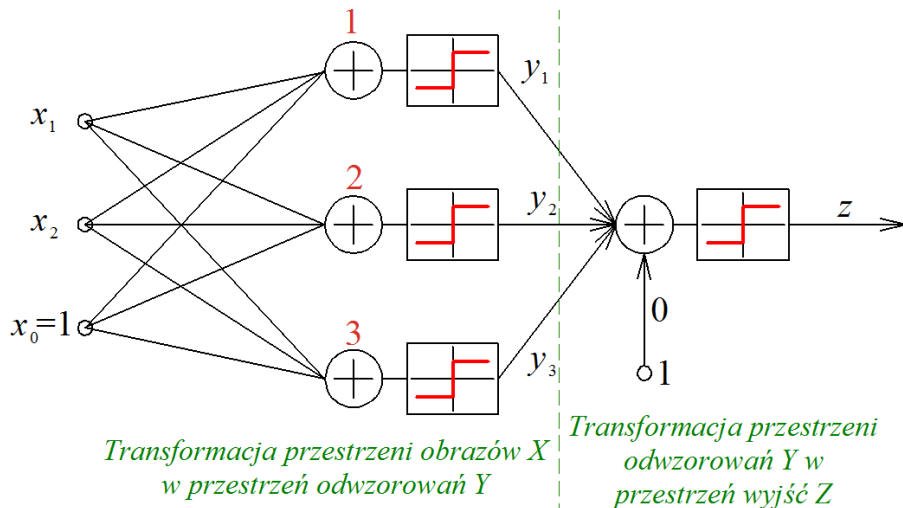 1
y₁
x₁
2
y₂
z
x₂
x₀=1
0
3
y₃
1
Transformacja przestrzeni obrazów X
w przestrzeń odwzorowań Y
Transformacja przestrzeni
odwzorowań Y w
przestrzeń wyjść Z